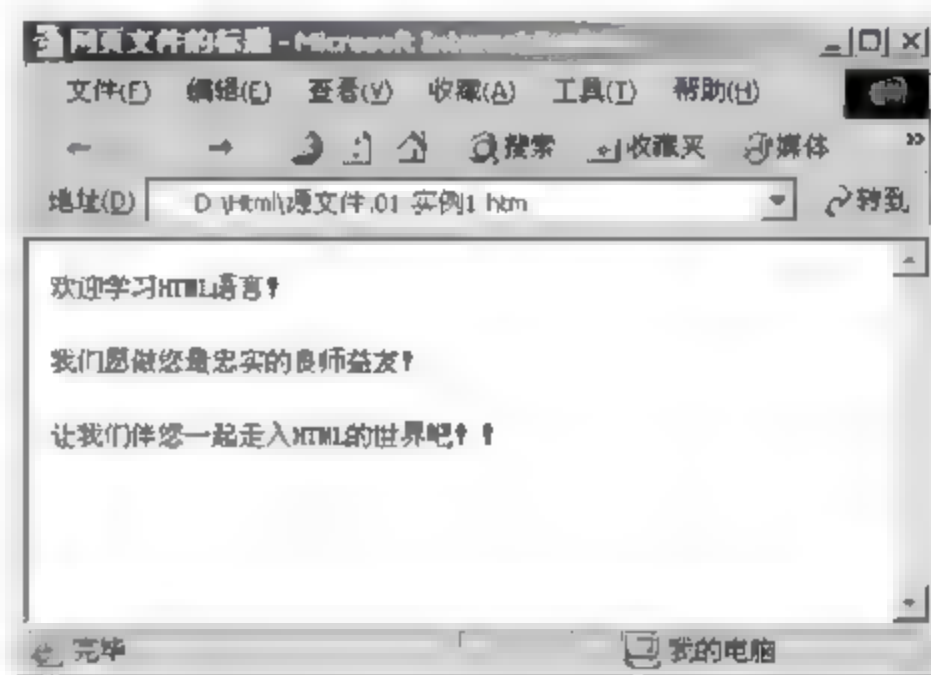 网页文件的标题 - Microsoft
文件(F) 编辑(E) 查看(V) 收藏(A) 工具(T) 帮助(H)
搜索 收藏夹 媒体 »
地址(D) D:\Html\源文件\01 实例1 htm 转到
欢迎学习HTML语言!
我们愿做您最忠实的良师益友!
让我们伴您一起走入HTML的世界吧!!
完毕 我的电脑